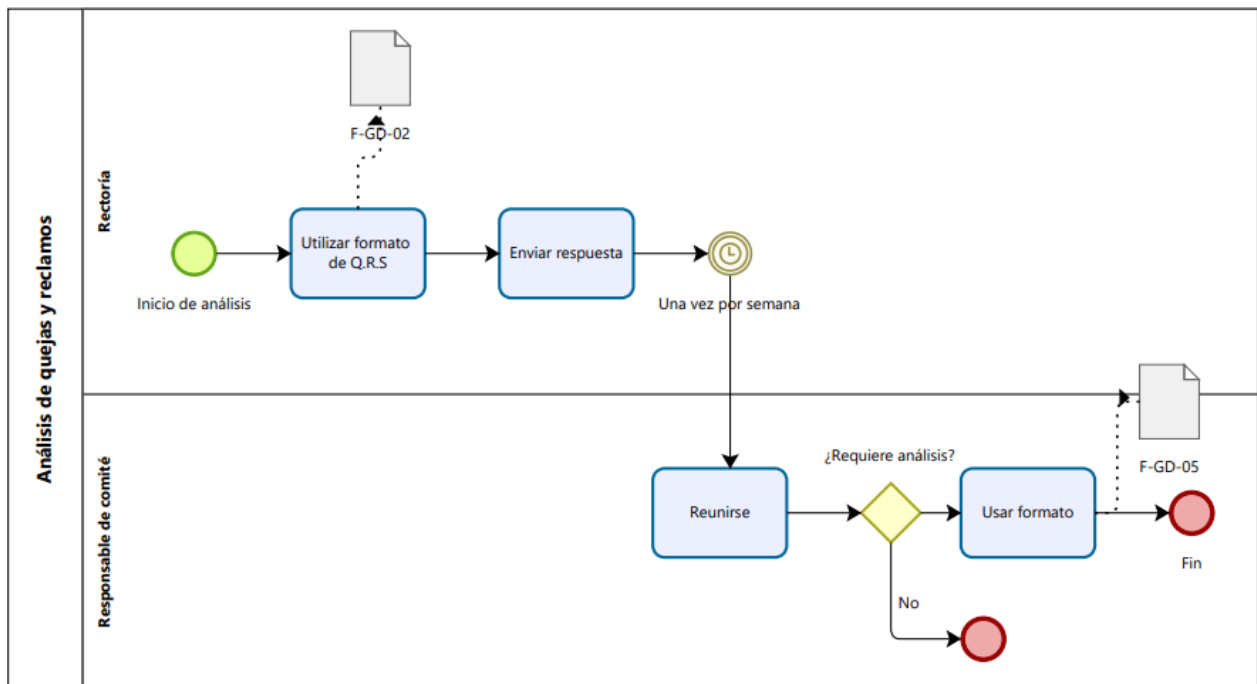 Análisis de quejas y reclamos
Rectoría
F-GD-02
Utilizar formato
de Q.R.S
Enviar respuesta
Inicio de análisis
Una vez por semana
Responsable de comité
¿Requiere análisis?
F-GD-05
Reunirse
Usar formato
Fin
No